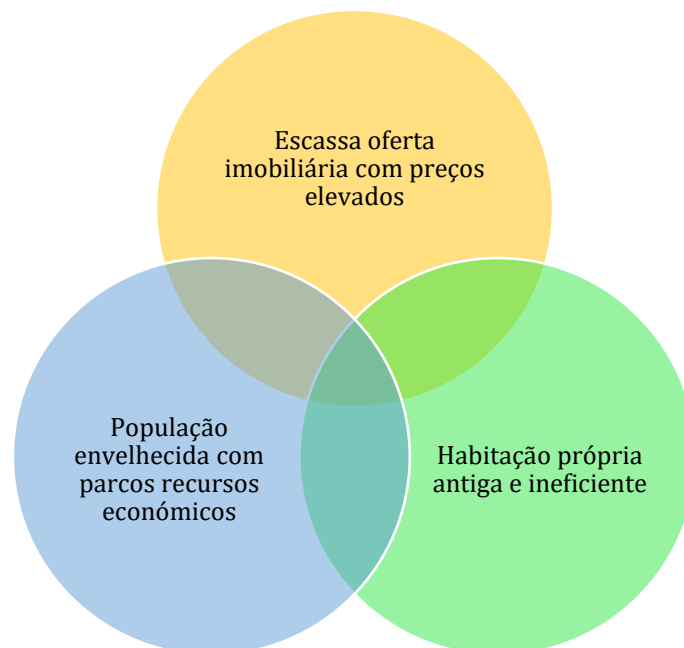 Escassa oferta
imobiliária com preços
elevados
População
envelhecida com
parcos recursos
económicos
Habitação própria
antiga e ineficiente